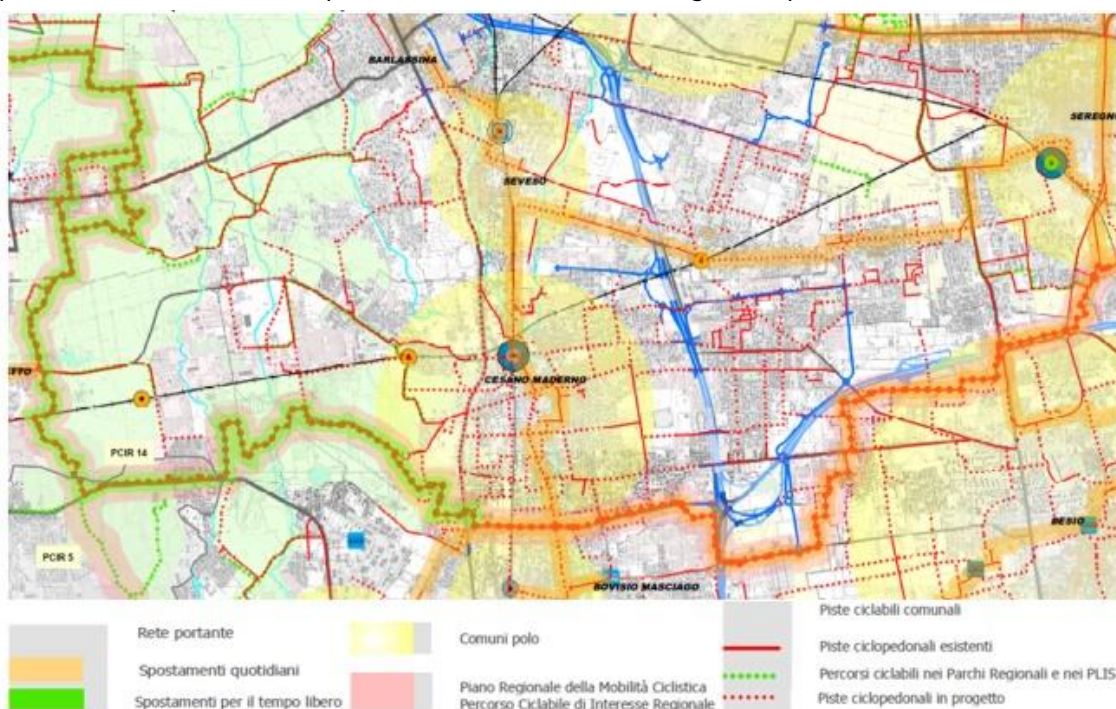 BARLASSINA
SEREGNO
SEVESO
CESANO MADERNO
PCIR 14
PCIR 5
BOVISIO MASCIAGO
DESIO
Rete portante
Spostamenti quotidiani
Spostamenti per il tempo libero
Comuni polo
Piano Regionale della Mobilità Ciclistica
Percorso Ciclabile di Interesse Regionale
Piste ciclabili comunali
Piste ciclopedonali esistenti
Percorsi ciclabili nei Parchi Regionali e nei PLIS
Piste ciclopedonali in progetto